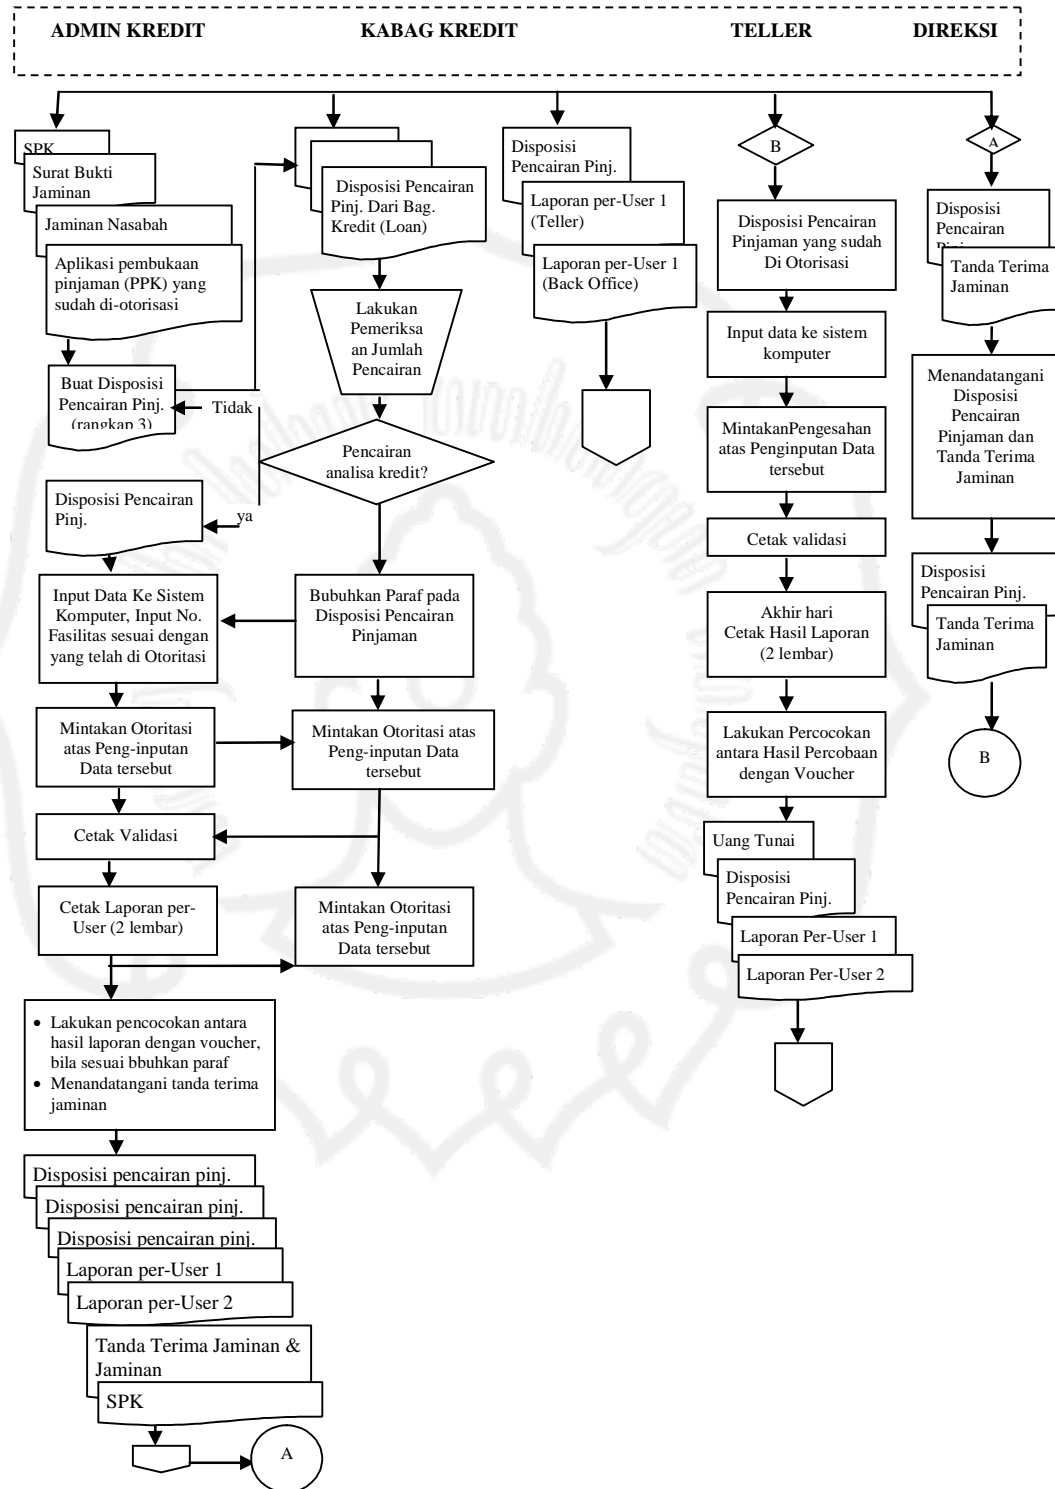 ADMIN KREDIT
KABAG KREDIT
TELLER
DIREKSI
SPK
Surat Bukti
Jaminan
Jaminan Nasabah
Aplikasi pembukaan
pinjaman (PPK) yang
sudah di-otorisasi
Buat Disposisi
Pencairan Pinj.
(rangkap 3)
Tidak
Disposisi Pencairan
Pinj.
ya
Input Data Ke Sistem
Komputer, Input No.
Fasilitas sesuai dengan
yang telah di Otoritasi
Mintakan Otoritasi
atas Peng-inputan
Data tersebut
Cetak Validasi
Cetak Laporan per-
User (2 lembar)
• Lakukan pencocokan antara
hasil laporan dengan voucher,
bila sesuai bbuhkan paraf
• Menandatangani tanda terima
jaminan
Disposisi pencairan pinj.
Disposisi pencairan pinj.
Disposisi pencairan pinj.
Laporan per-User 1
Laporan per-User 2
Tanda Terima Jaminan &
Jaminan
SPK
A
Disposisi Pencairan
Pinj. Dari Bag.
Kredit (Loan)
Lakukan
Pemeriksa
an Jumlah
Pencairan
Pencairan
analisa kredit?
Bubuhkan Paraf pada
Disposisi Pencairan
Pinjaman
Mintakan Otoritasi atas
Peng-inputan Data
tersebut
Mintakan Otoritasi
atas Peng-inputan
Data tersebut
Disposisi
Pencairan Pinj.
Laporan per-User 1
(Teller)
Laporan per-User 1
(Back Office)
B
Disposisi Pencairan
Pinjaman yang sudah
Di Otorisasi
Input data ke sistem
komputer
MintakanPengesahan
atas Penginputan Data
tersebut
Cetak validasi
Akhir hari
Cetak Hasil Laporan
(2 lembar)
Lakukan Percocokan
antara Hasil Percobaan
dengan Voucher
Uang Tunai
Disposisi
Pencairan Pinj.
Laporan Per-User 1
Laporan Per-User 2
A
Disposisi
Pencairan
Pinj.
Tanda Terima
Jaminan
Menandatangani
Disposisi
Pencairan
Pinjaman dan
Tanda Terima
Jaminan
Disposisi
Pencairan Pinj.
Tanda Terima
Jaminan
B